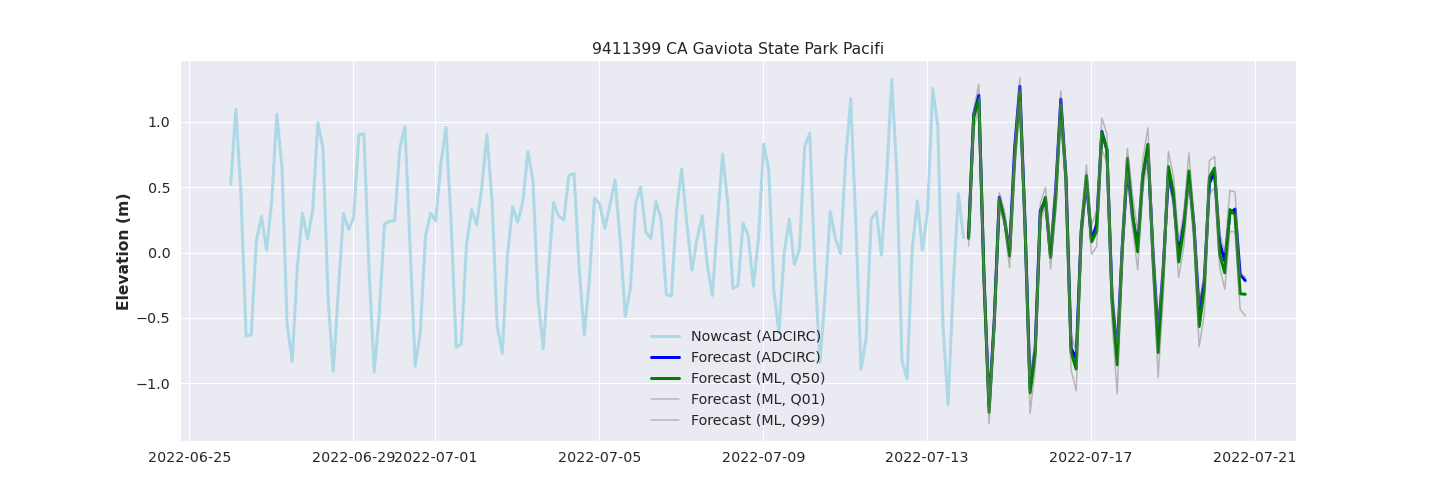 9411399 CA Gaviota State Park Pacifi
Elevation (m)
1.0
0.5
0.0
−0.5
−1.0
Nowcast (ADCIRC)
Forecast (ADCIRC)
Forecast (ML, Q50)
Forecast (ML, Q01)
Forecast (ML, Q99)
2022-06-25 2022-06-29 2022-07-01 2022-07-05 2022-07-09 2022-07-13 2022-07-17 2022-07-21